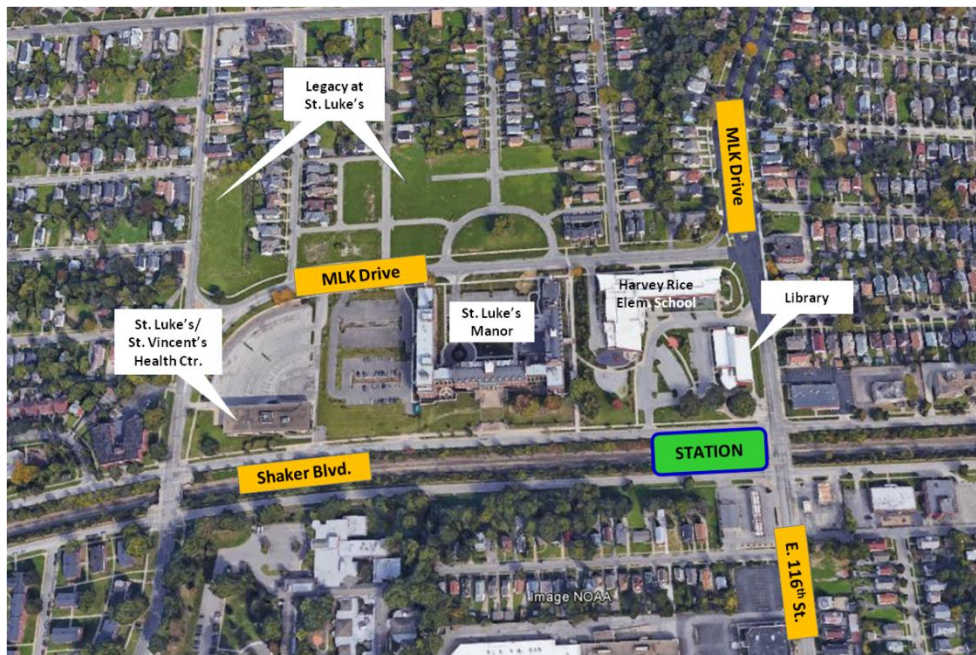 Legacy at
St. Luke's
MLK Drive
MLK Drive
Harvey Rice
Elem. School
Library
St. Luke's
Manor
St. Luke's/
St. Vincent's
Health Ctr.
STATION
Shaker Blvd.
E. 116th St.
Image NOAA